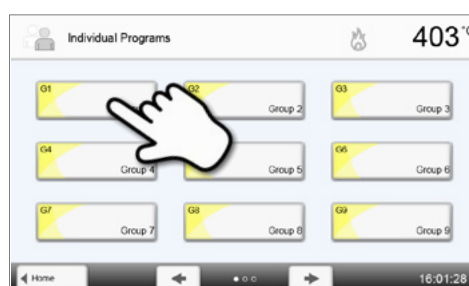 Individual Programs
403 °C
G1
G2
Group 2
G3
Group 3
G4
Group 4
Group 5
G6
Group 6
G7
Group 7
G8
Group 8
G9
Group 9
Home
16:01:28